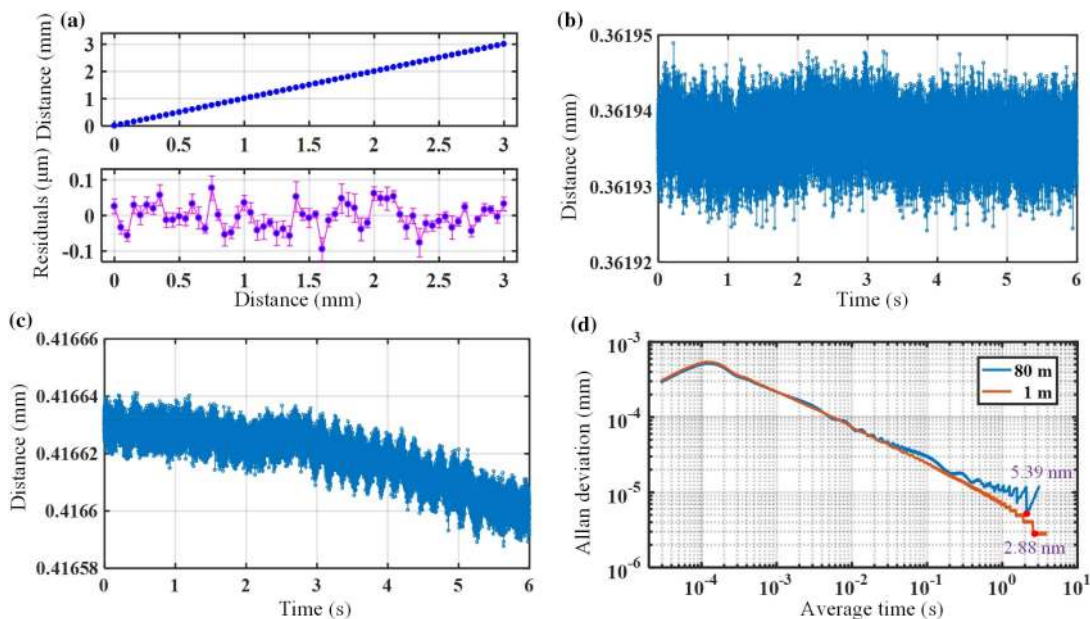 (a)
Distance (mm)
3
2
1
0
0 0.5 1 1.5 2 2.5 3
Residuals (μm)
0.1
0
-0.1
0 0.5 1 1.5 2 2.5 3
Distance (mm)
(b)
Distance (mm)
0.36195
0.36194
0.36193
0.36192
0 1 2 3 4 5 6
Time (s)
(c)
Distance (mm)
0.41666
0.41664
0.41662
0.4166
0.41658
0 1 2 3 4 5 6
Time (s)
(d)
Allan deviation (mm)
10-3
10-4
10-5
10-6
80 m
1 m
5.39 nm
2.88 nm
10-4 10-3 10-2 10-1 100 101
Average time (s)